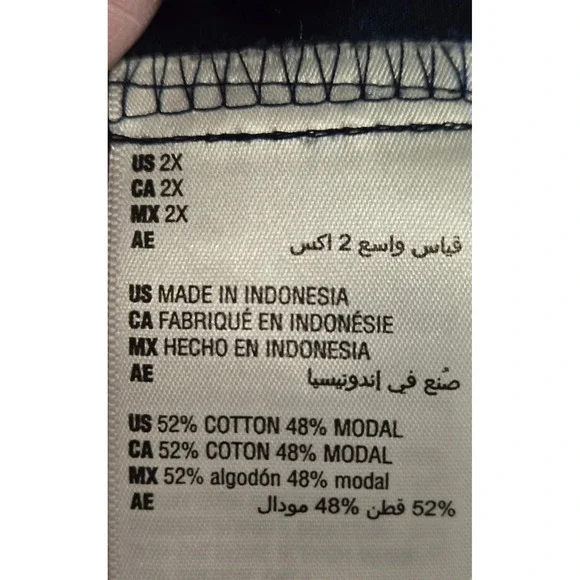 US 2X
CA 2X
MX 2X
AE قياس واسع 2 اكس
US MADE IN INDONESIA
CA FABRIQUÉ EN INDONÉSIE
MX HECHO EN INDONESIA
AE صُنع في إندونيسيا
US 52% COTTON 48% MODAL
CA 52% COTON 48% MODAL
MX 52% algodón 48% modal
AE 52% قطن 48% مودال